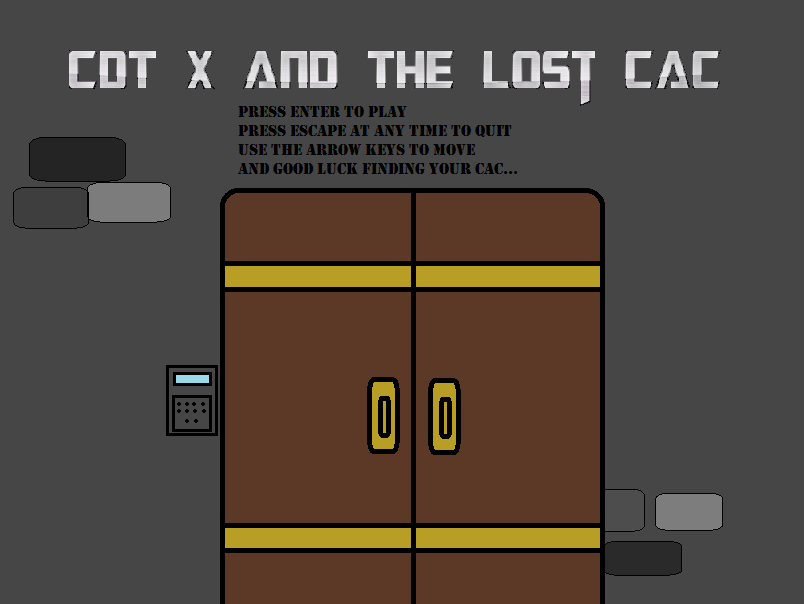 CDT X AND THE LOST CAC
PRESS ENTER TO PLAY
PRESS ESCAPE AT ANY TIME TO QUIT
USE THE ARROW KEYS TO MOVE
AND GOOD LUCK FINDING YOUR CAC...